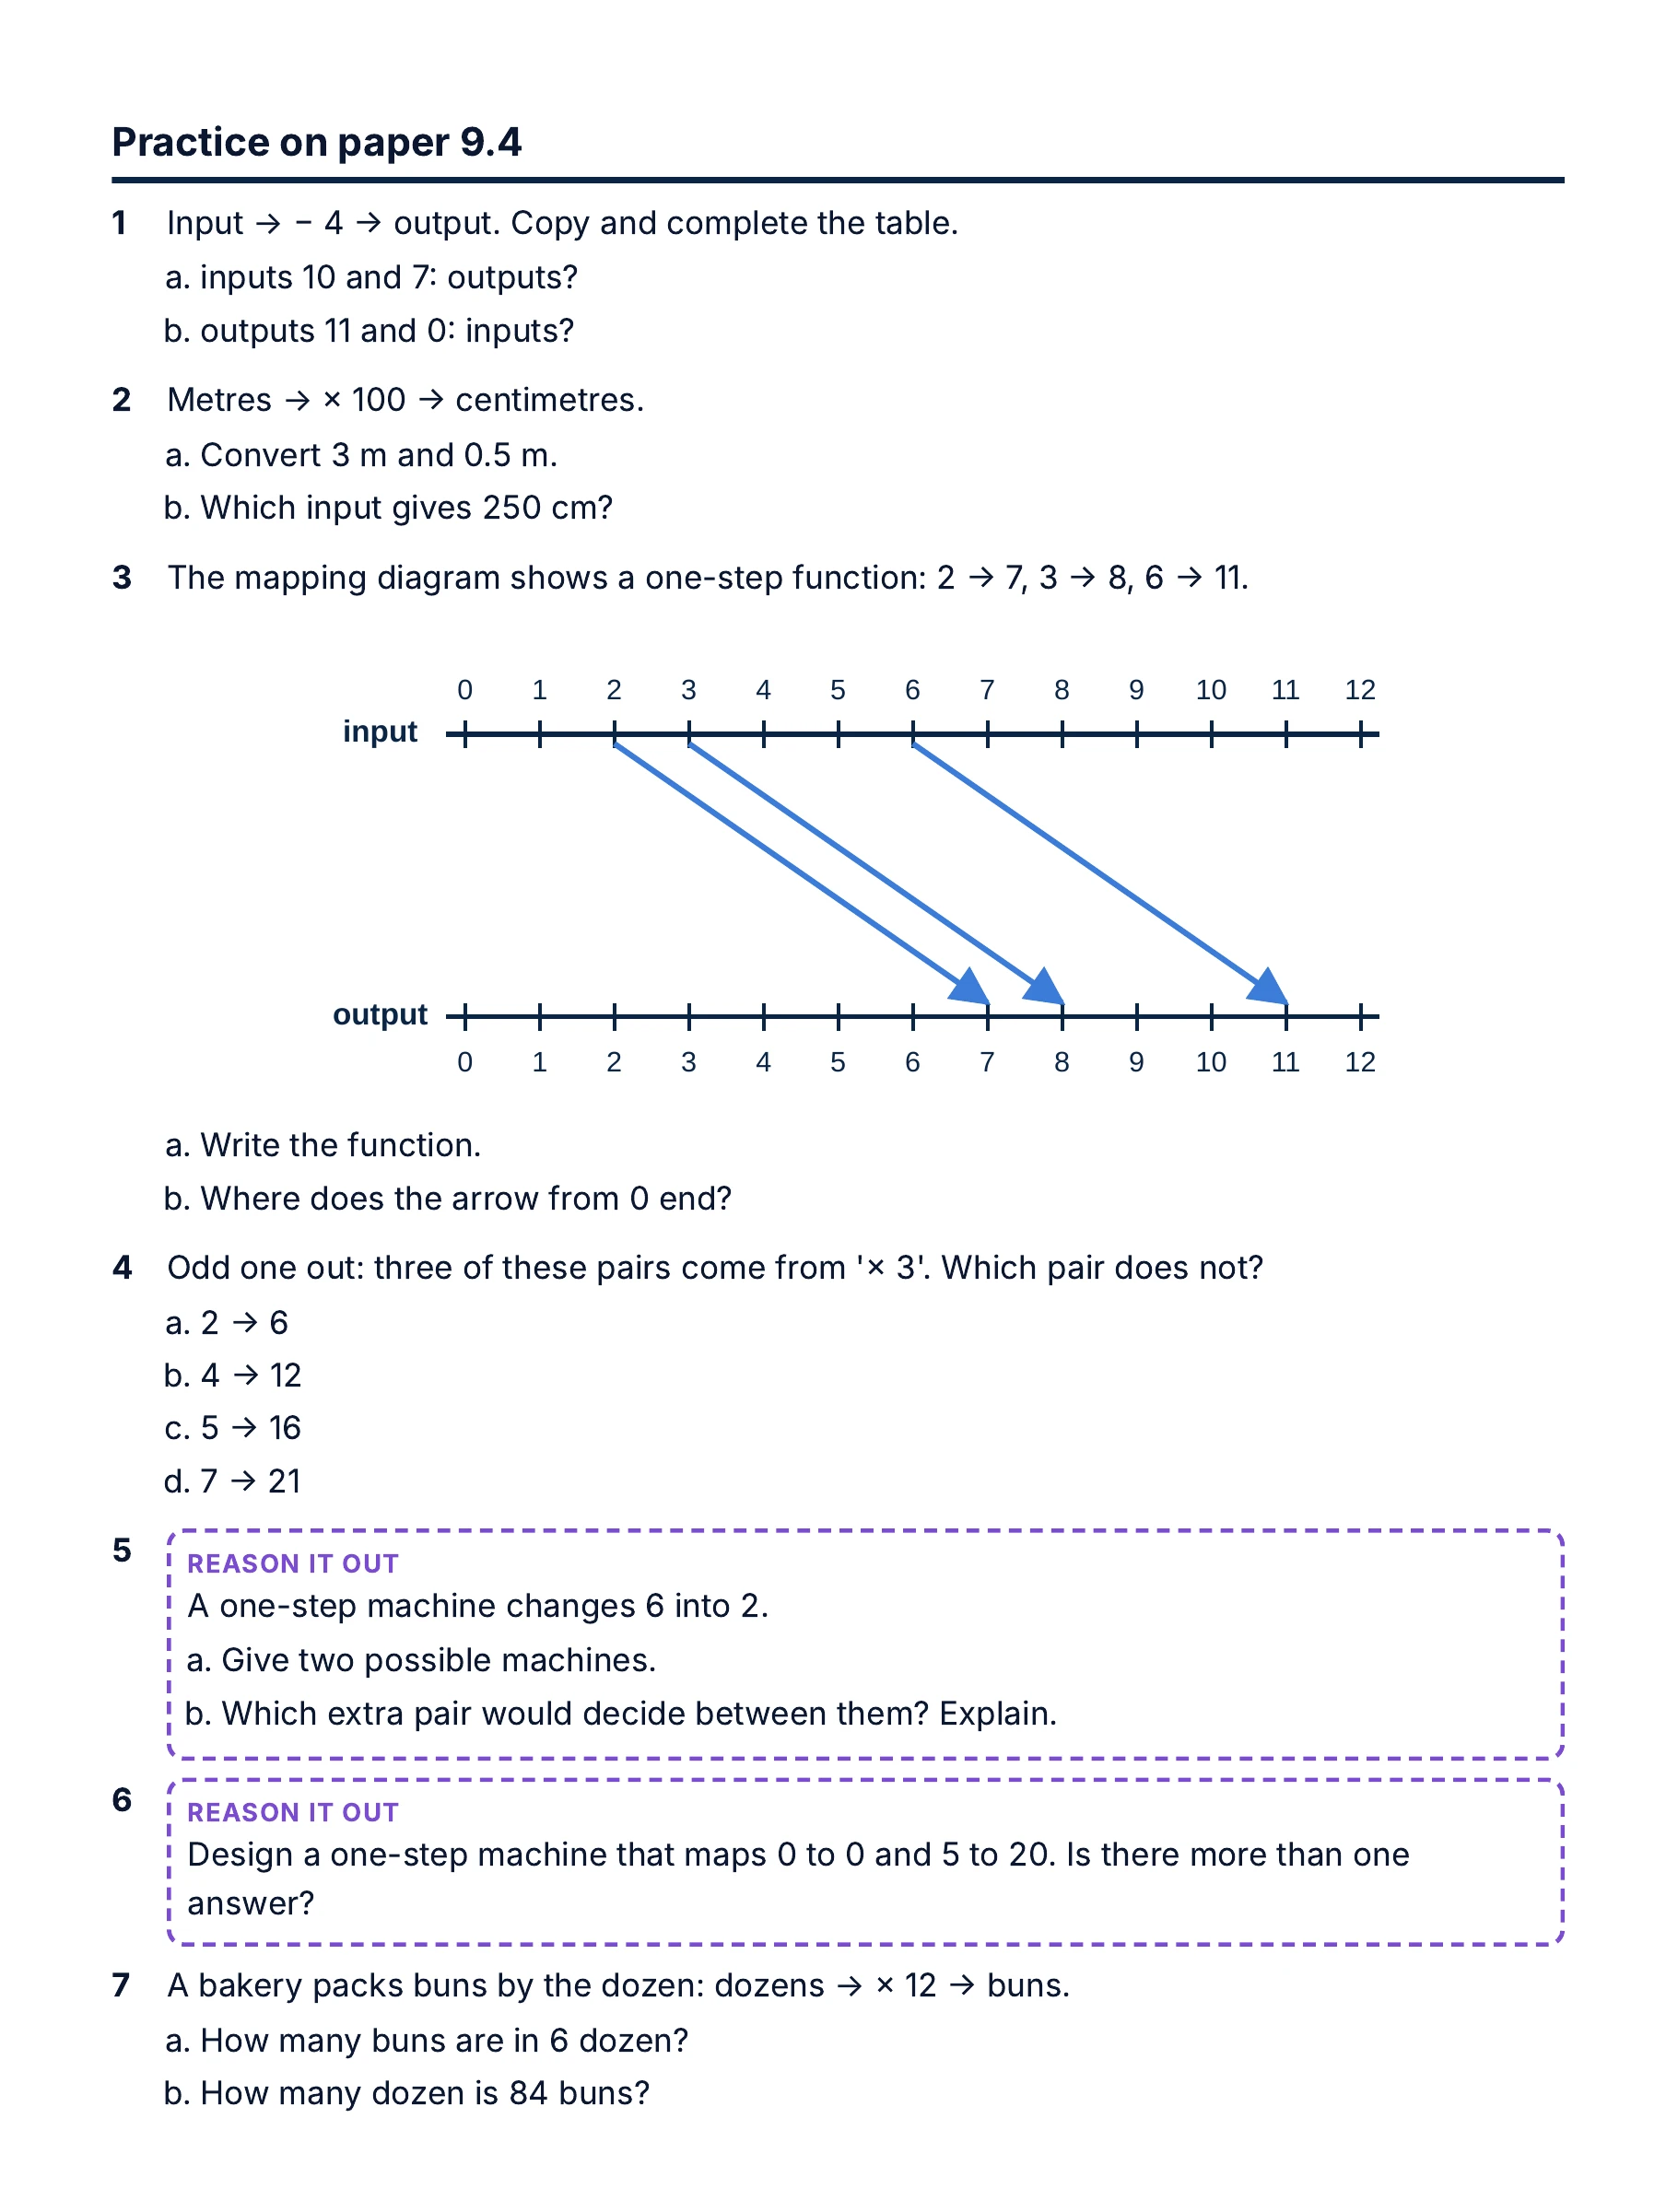 Practice on paper 9.4
1 Input → − 4 → output. Copy and complete the table.
a. inputs 10 and 7: outputs?
b. outputs 11 and 0: inputs?
2 Metres → × 100 → centimetres.
a. Convert 3 m and 0.5 m.
b. Which input gives 250 cm?
3 The mapping diagram shows a one-step function: 2 → 7, 3 → 8, 6 → 11.
0 1 2 3 4 5 6 7 8 9 10 11 12
input
output
0 1 2 3 4 5 6 7 8 9 10 11 12
a. Write the function.
b. Where does the arrow from 0 end?
4 Odd one out: three of these pairs come from '× 3'. Which pair does not?
a. 2 → 6
b. 4 → 12
c. 5 → 16
d. 7 → 21
5 REASON IT OUT
A one-step machine changes 6 into 2.
a. Give two possible machines.
b. Which extra pair would decide between them? Explain.
6 REASON IT OUT
Design a one-step machine that maps 0 to 0 and 5 to 20. Is there more than one
answer?
7 A bakery packs buns by the dozen: dozens → × 12 → buns.
a. How many buns are in 6 dozen?
b. How many dozen is 84 buns?